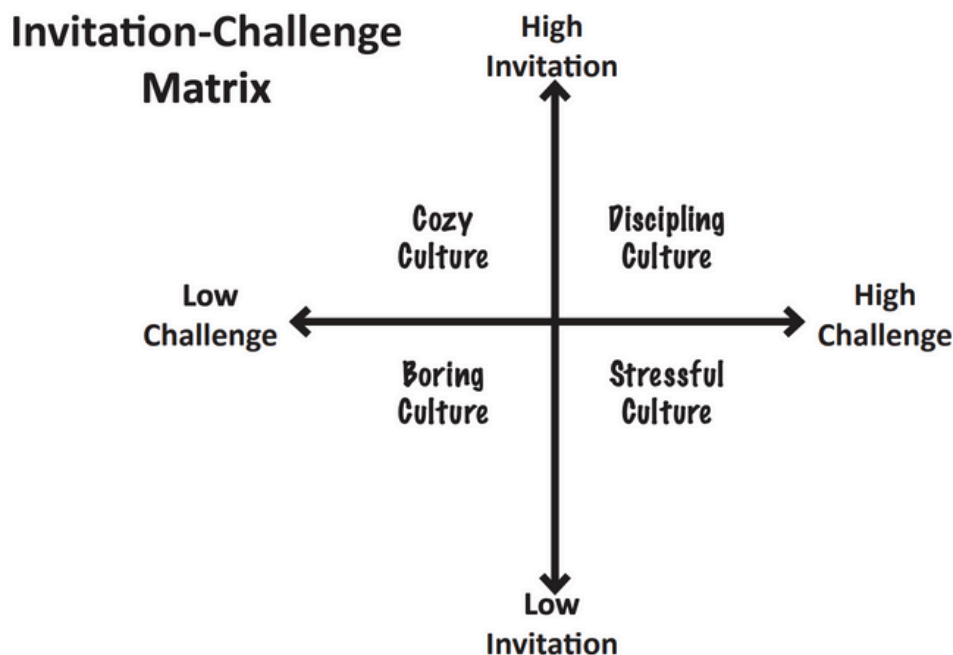 Invitation-Challenge
Matrix
High
Invitation
Cozy
Culture
Discipling
Culture
Low
Challenge
High
Challenge
Boring
Culture
Stressful
Culture
Low
Invitation